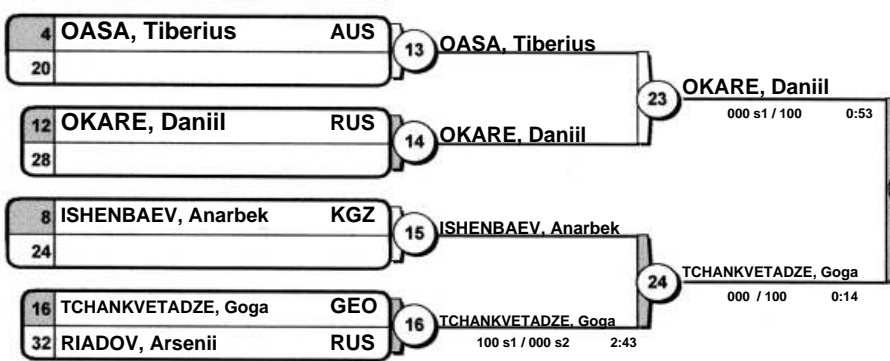 4 OASA, Tiberius AUS
20
13 OASA, Tiberius
12 OKARE, Daniil RUS
28
14 OKARE, Daniil
23 OKARE, Daniil
000 s1 / 100 0:53
8 ISHENBAEV, Anarbek KGZ
24
15 ISHENBAEV, Anarbek
16 TCHANKVETADZE, Goga GEO
32 RIADOV, Arsenii RUS
16 TCHANKVETADZE, Goga
100 s1 / 000 s2 2:43
24 TCHANKVETADZE, Goga
000 / 100 0:14